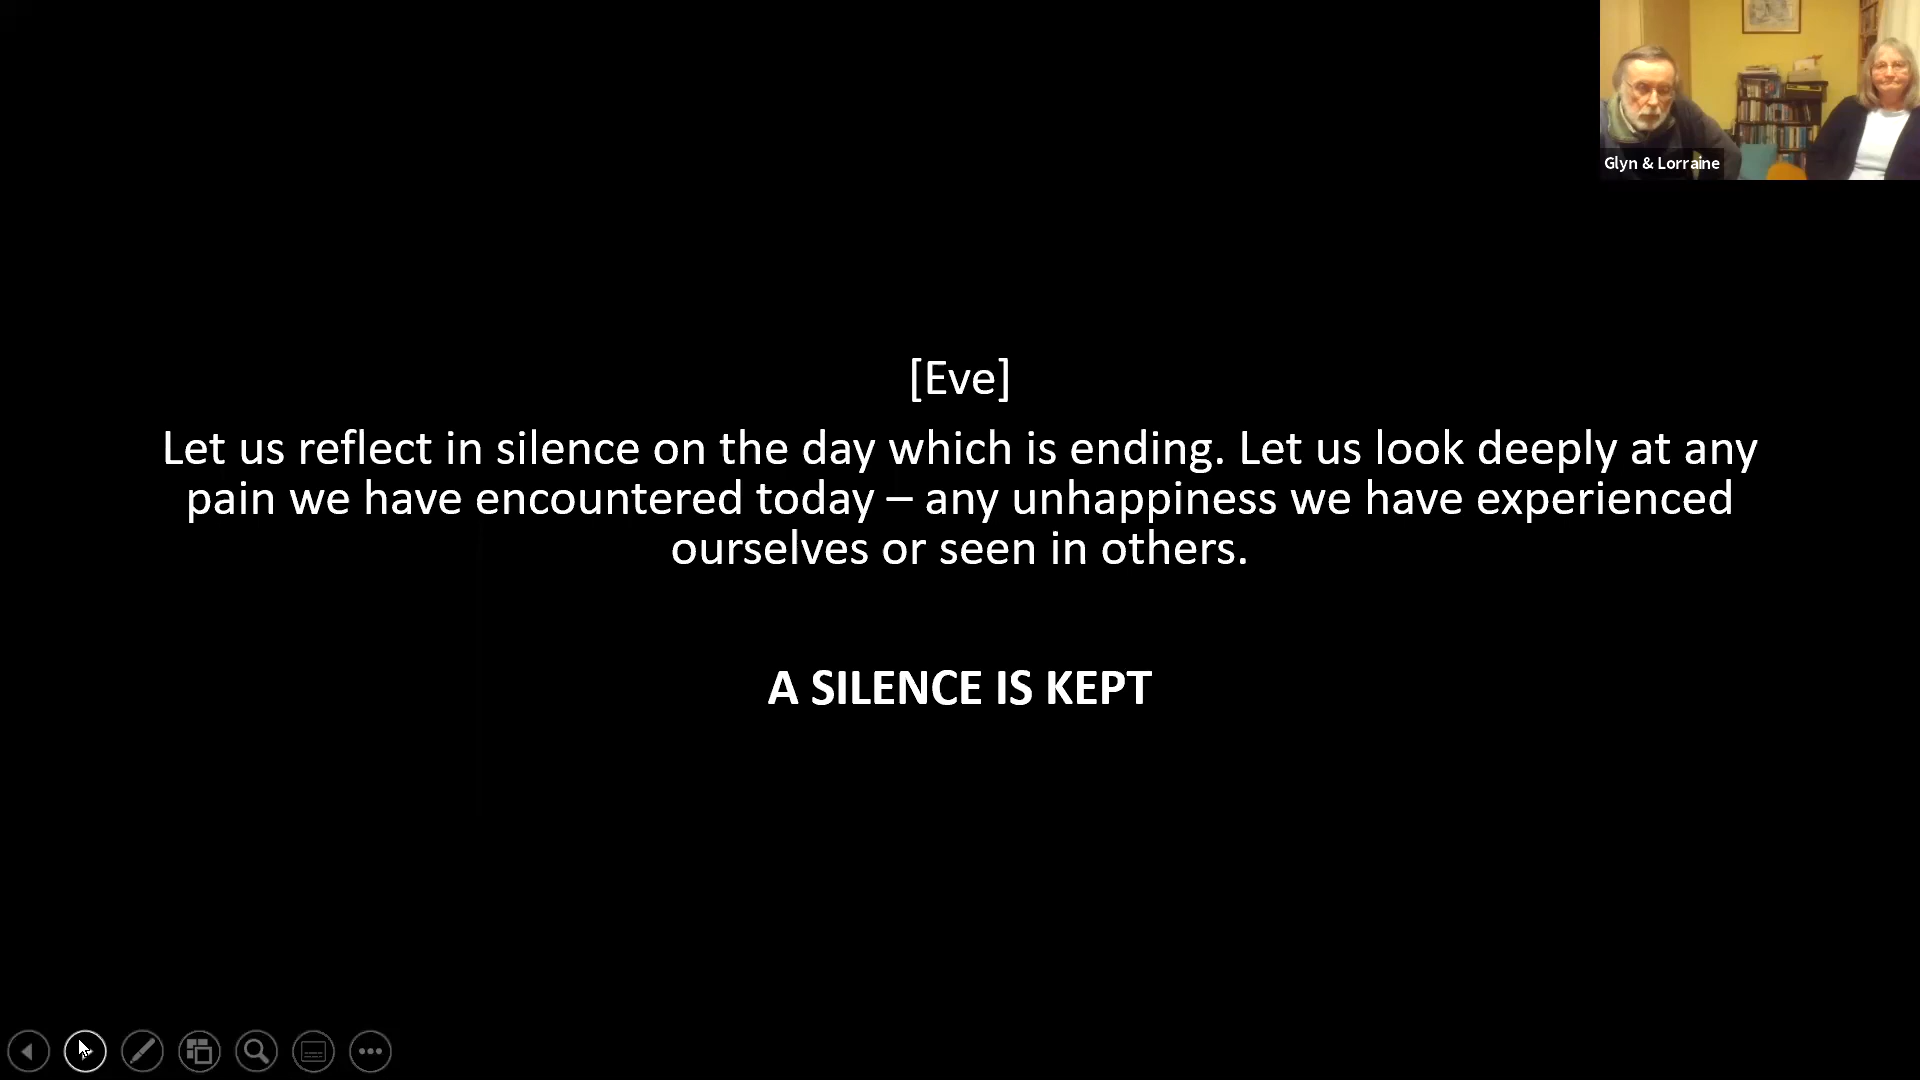 Glyn & Lorraine
[Eve]
Let us reflect in silence on the day which is ending. Let us look deeply at any
pain we have encountered today – any unhappiness we have experienced
ourselves or seen in others.
A SILENCE IS KEPT